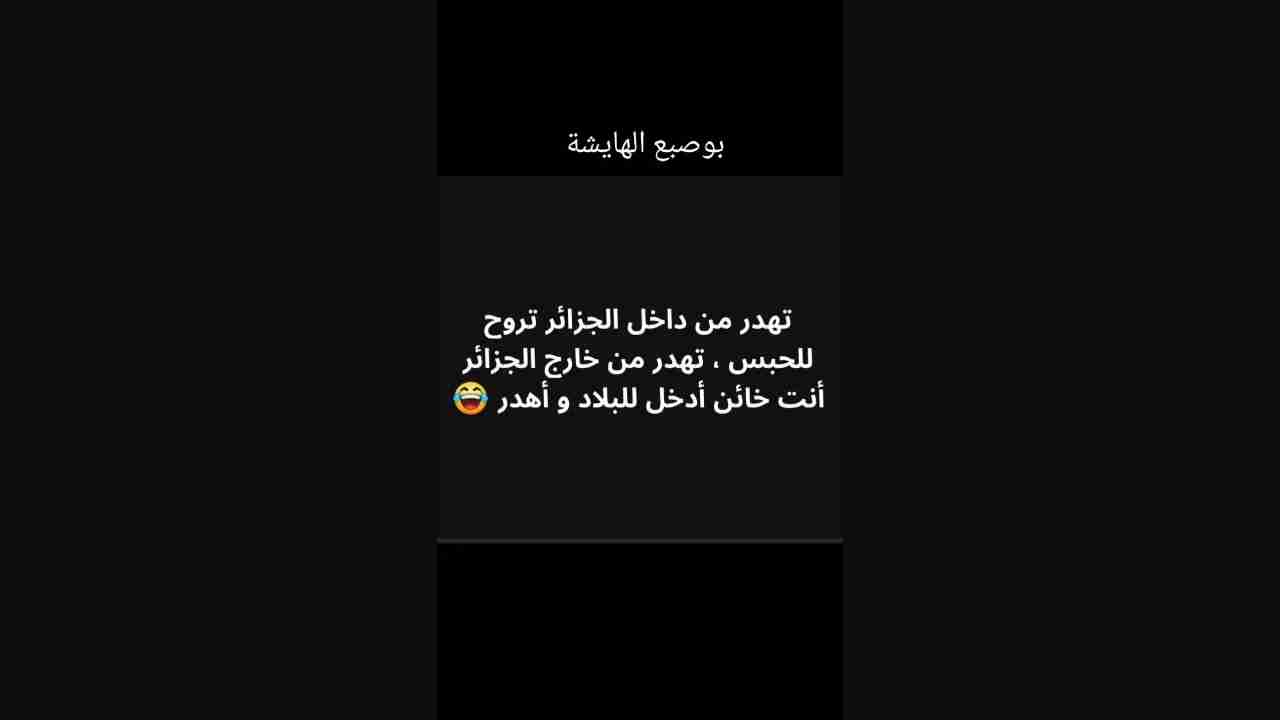 بوصبع الهايشة
تهدر من داخل الجزائر تروح
للحبس ، تهدر من خارج الجزائر
أنت خائن أدخل للبلاد و أهدر 😂